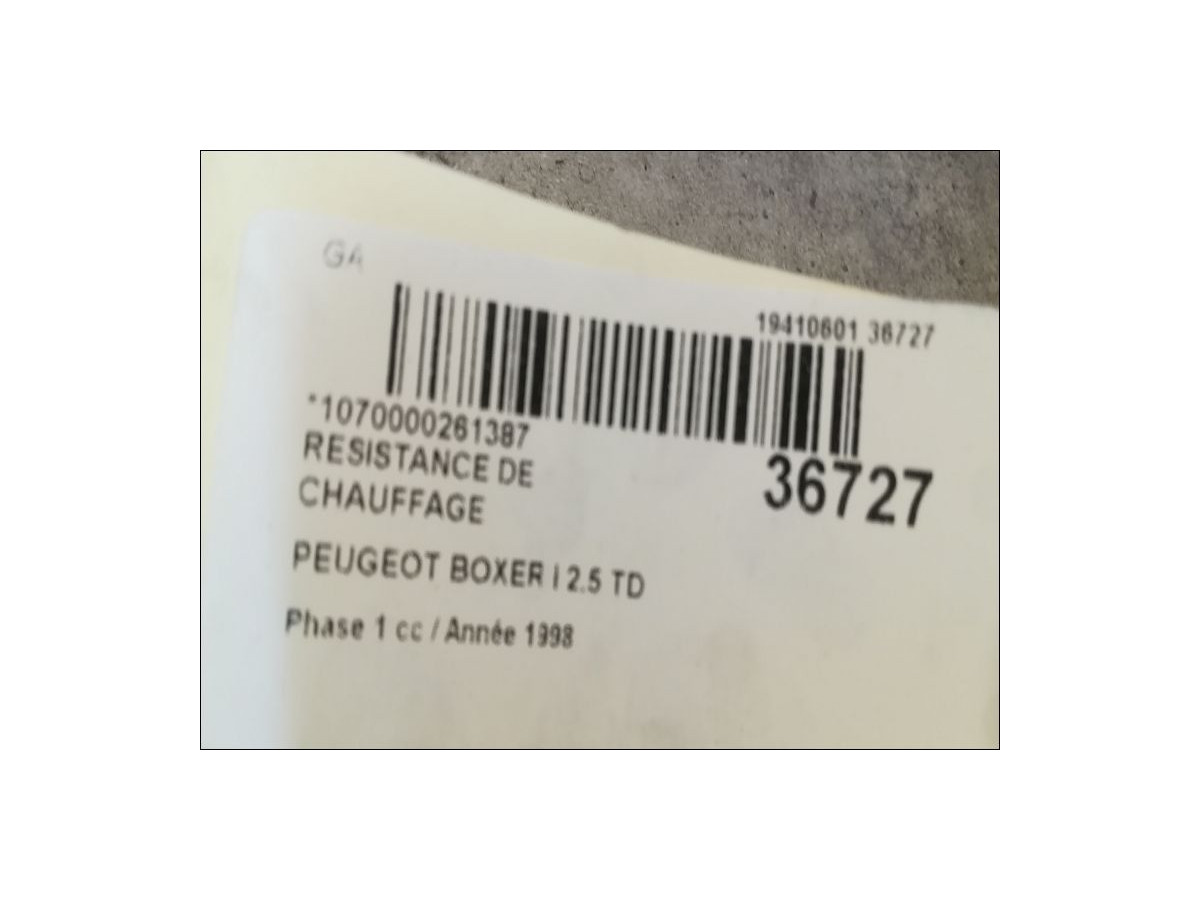 GA
19410601 36727
*1070000261387
RESISTANCE DE
CHAUFFAGE
36727
PEUGEOT BOXER I 2.5 TD
Phase 1 cc / Année 1998